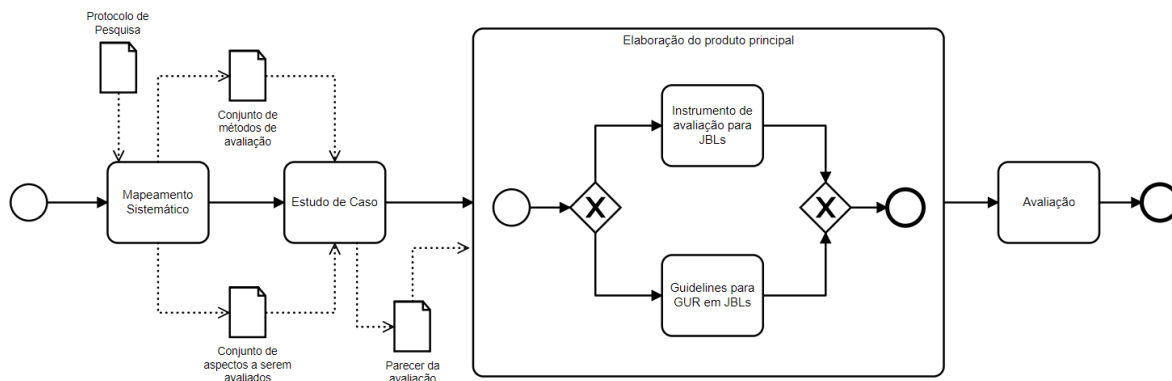 Protocolo de
Pesquisa
Conjunto de
métodos de
avaliação
Mapeamento
Sistemático
Estudo de Caso
Conjunto de
aspectos a serem
avaliados
Parecer da
avaliação
Elaboração do produto principal
Instrumento de
avaliação para
JBLs
Guidelines para
GUR em JBLs
Avaliação